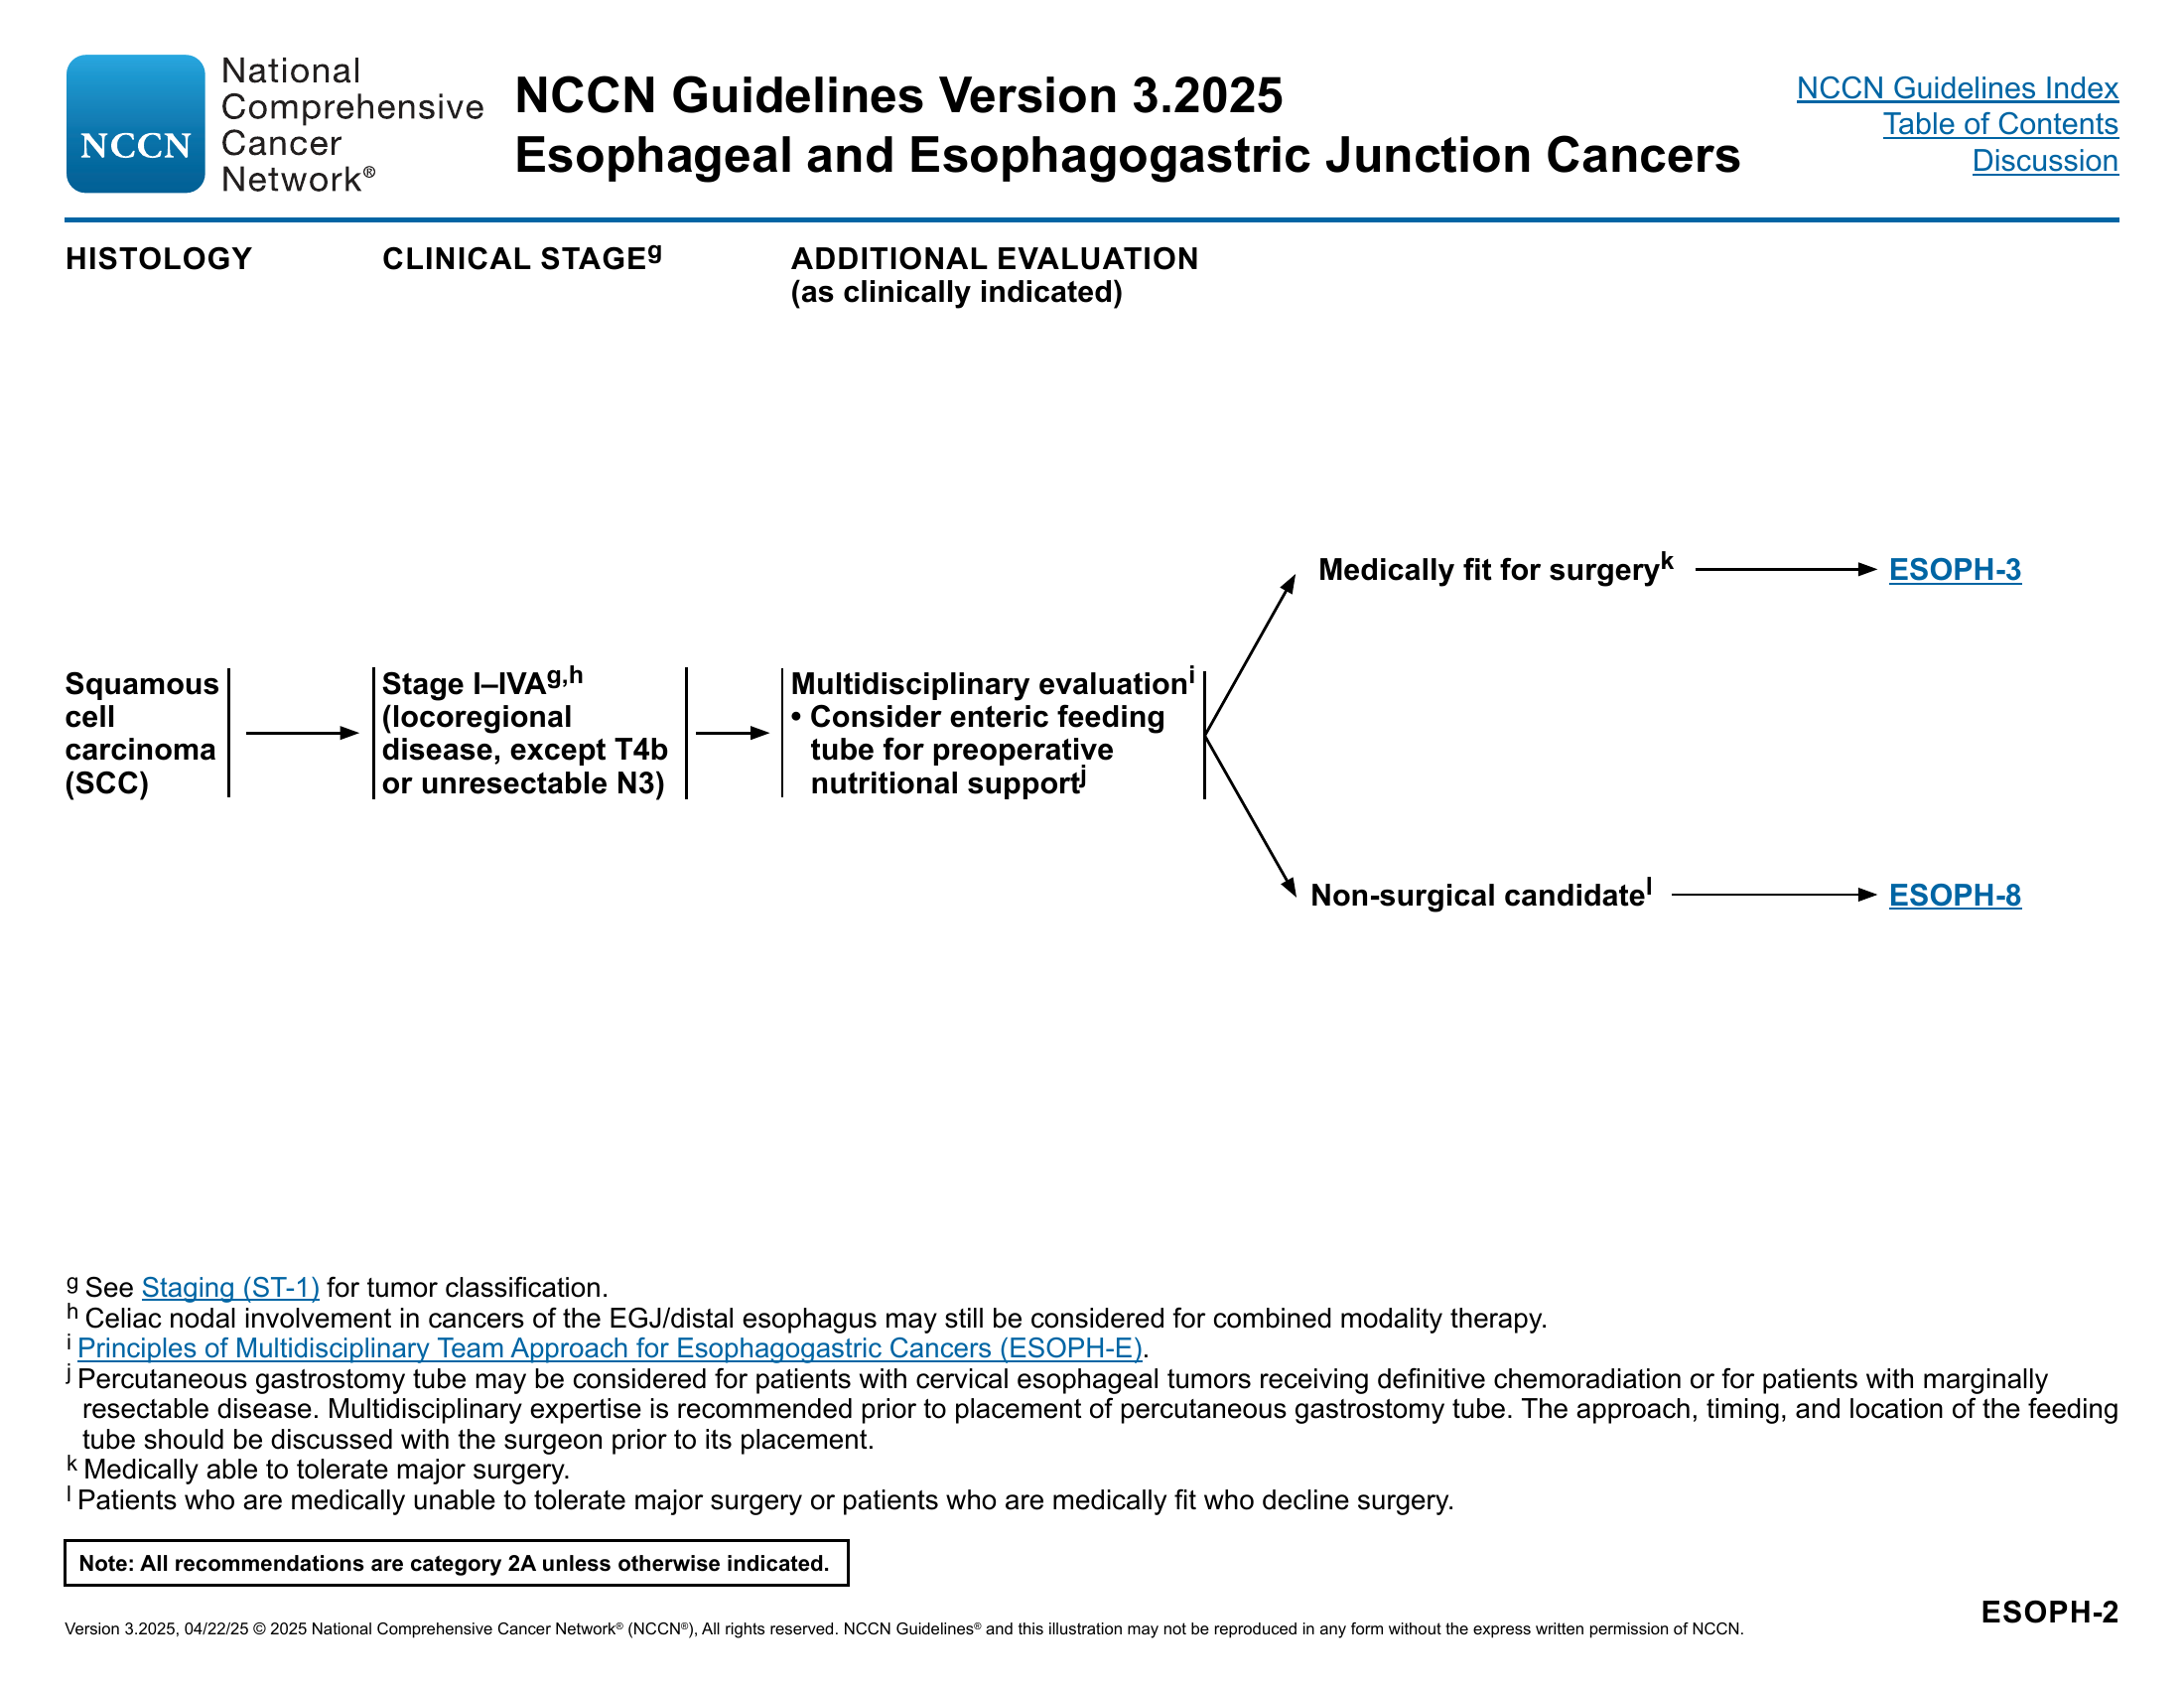 NCCN
National
Comprehensive
Cancer
Network®
NCCN Guidelines Version 3.2025
Esophageal and Esophagogastric Junction Cancers
NCCN Guidelines Index
Table of Contents
Discussion
HISTOLOGY
CLINICAL STAGEg
ADDITIONAL EVALUATION
(as clinically indicated)
Squamous
cell
carcinoma
(SCC)
Stage I–IVAg,h
(locoregional
disease, except T4b
or unresectable N3)
Multidisciplinary evaluationi
• Consider enteric feeding
tube for preoperative
nutritional supportj
Medically fit for surgeryk
ESOPH-3
Non-surgical candidatel
ESOPH-8
g See Staging (ST-1) for tumor classification.
h Celiac nodal involvement in cancers of the EGJ/distal esophagus may still be considered for combined modality therapy.
i Principles of Multidisciplinary Team Approach for Esophagogastric Cancers (ESOPH-E).
j Percutaneous gastrostomy tube may be considered for patients with cervical esophageal tumors receiving definitive chemoradiation or for patients with marginally
resectable disease. Multidisciplinary expertise is recommended prior to placement of percutaneous gastrostomy tube. The approach, timing, and location of the feeding
tube should be discussed with the surgeon prior to its placement.
k Medically able to tolerate major surgery.
l Patients who are medically unable to tolerate major surgery or patients who are medically fit who decline surgery.
Note: All recommendations are category 2A unless otherwise indicated.
ESOPH-2
Version 3.2025, 04/22/25 © 2025 National Comprehensive Cancer Network® (NCCN®), All rights reserved. NCCN Guidelines® and this illustration may not be reproduced in any form without the express written permission of NCCN.